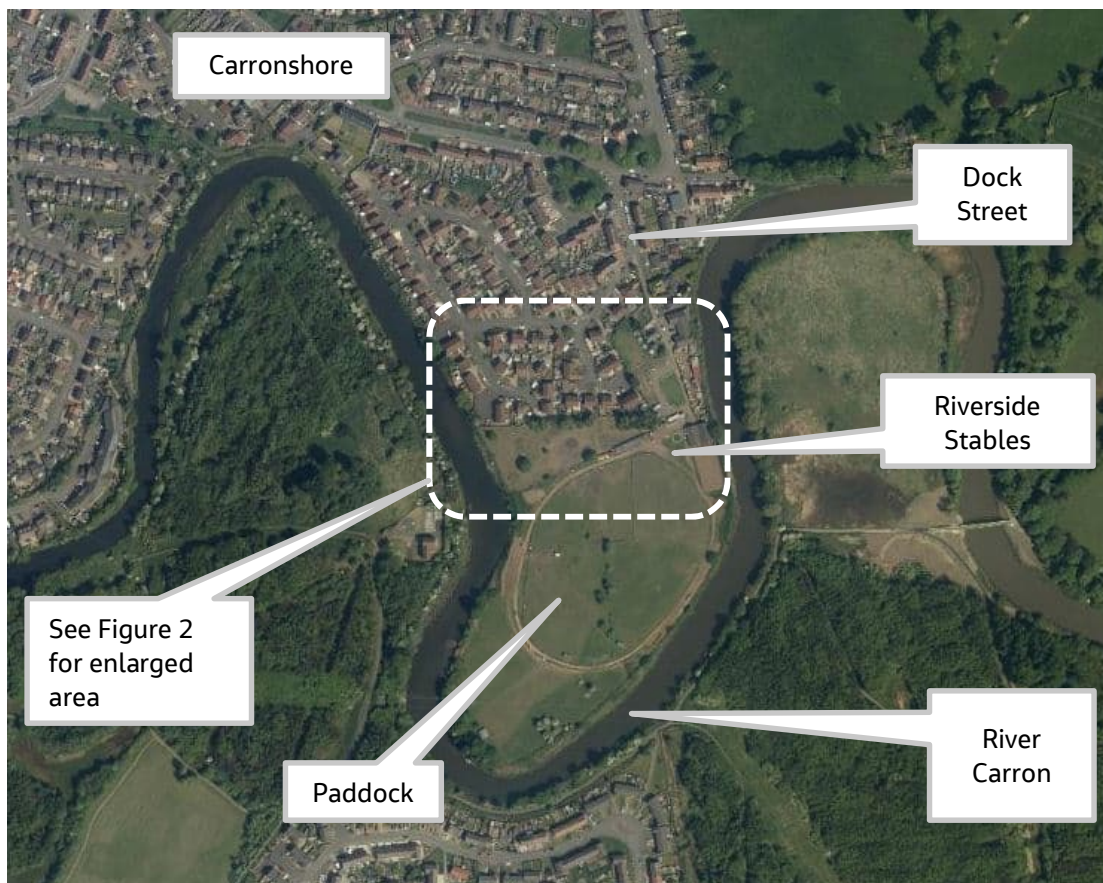 Carronshore
Dock
Street
Riverside
Stables
See Figure 2
for enlarged
area
River
Carron
Paddock